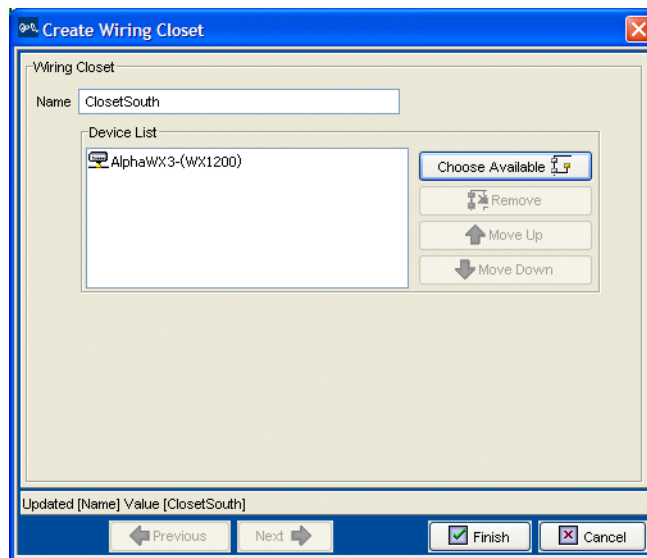 Create Wiring Closet
Wiring Closet
Name ClosetSouth
Device List
AlphaWX3-(WX1200)
Choose Available
Remove
Move Up
Move Down
Updated [Name] Value [ClosetSouth]
Previous Next Finish Cancel